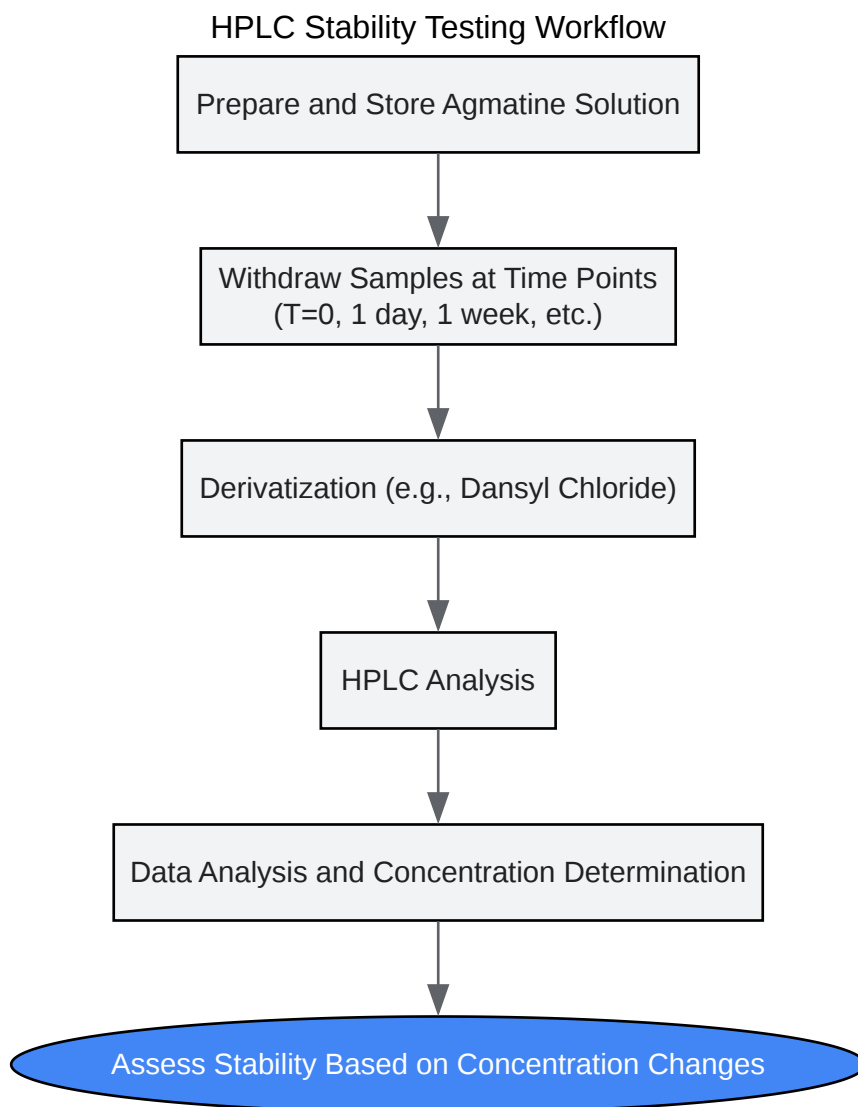 HPLC Stability Testing Workflow
Prepare and Store Agmatine Solution
Withdraw Samples at Time Points
(T=0, 1 day, 1 week, etc.)
Derivatization (e.g., Dansyl Chloride)
HPLC Analysis
Data Analysis and Concentration Determination
Assess Stability Based on Concentration Changes